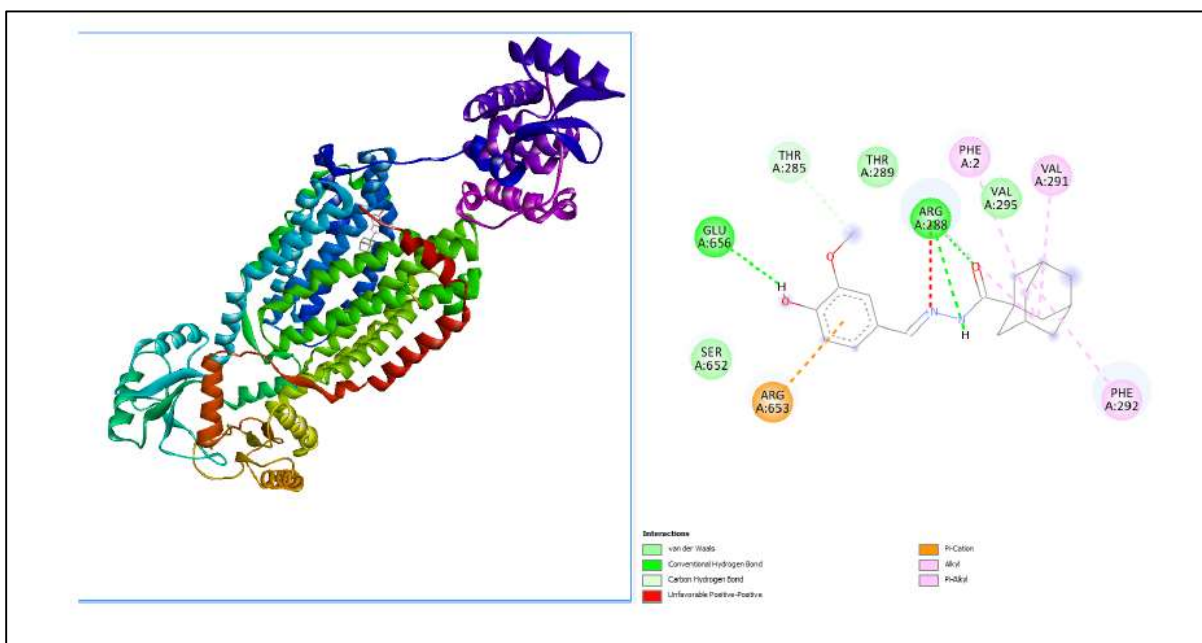 THR
A:285
THR
A:289
PHE
A:2
VAL
A:291
VAL
A:295
ARG
A:288
GLU
A:656
O
O
H
O
N
N
H
SER
A:652
ARG
A:653
PHE
A:292
Interactions
van der Waals
Conventional Hydrogen Bond
Carbon Hydrogen Bond
Unfavorable Positive-Positive
Pi-Cation
Alkyl
Pi-Alkyl